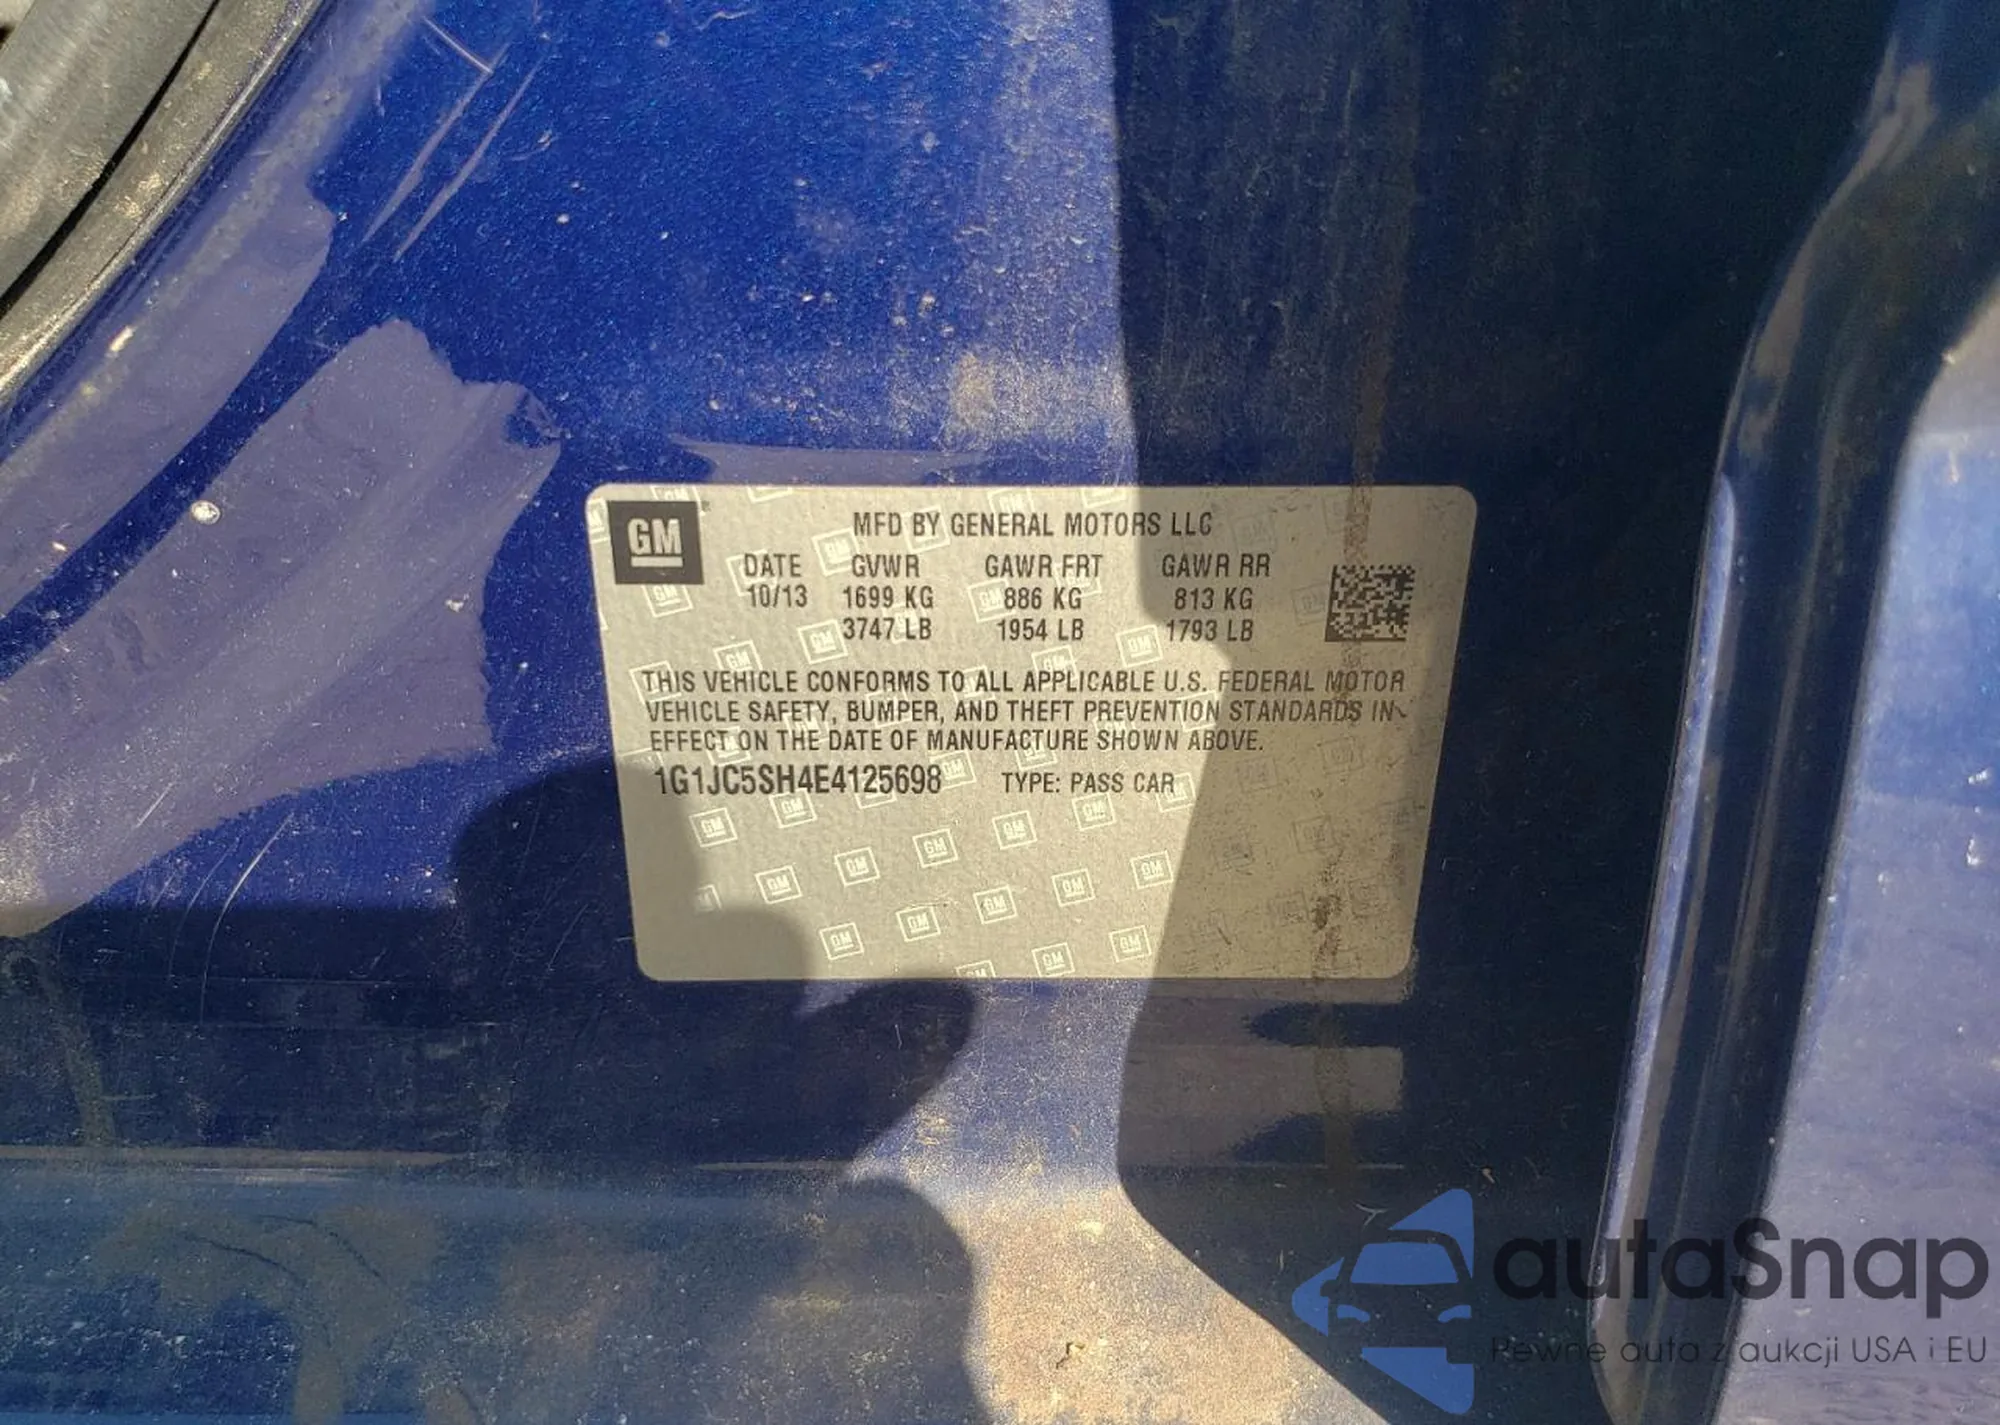 GM
MFD BY GENERAL MOTORS LLC
DATE GVWR GAWR FRT GAWR RR
10/13 1699 KG 886 KG 813 KG
3747 LB 1954 LB 1793 LB
THIS VEHICLE CONFORMS TO ALL APPLICABLE U.S. FEDERAL MOTOR
VEHICLE SAFETY, BUMPER, AND THEFT PREVENTION STANDARDS IN
EFFECT ON THE DATE OF MANUFACTURE SHOWN ABOVE.
1G1JC5SH4E4125698 TYPE: PASS CAR
autaSnap
Pewne auta z aukcji USA i EU